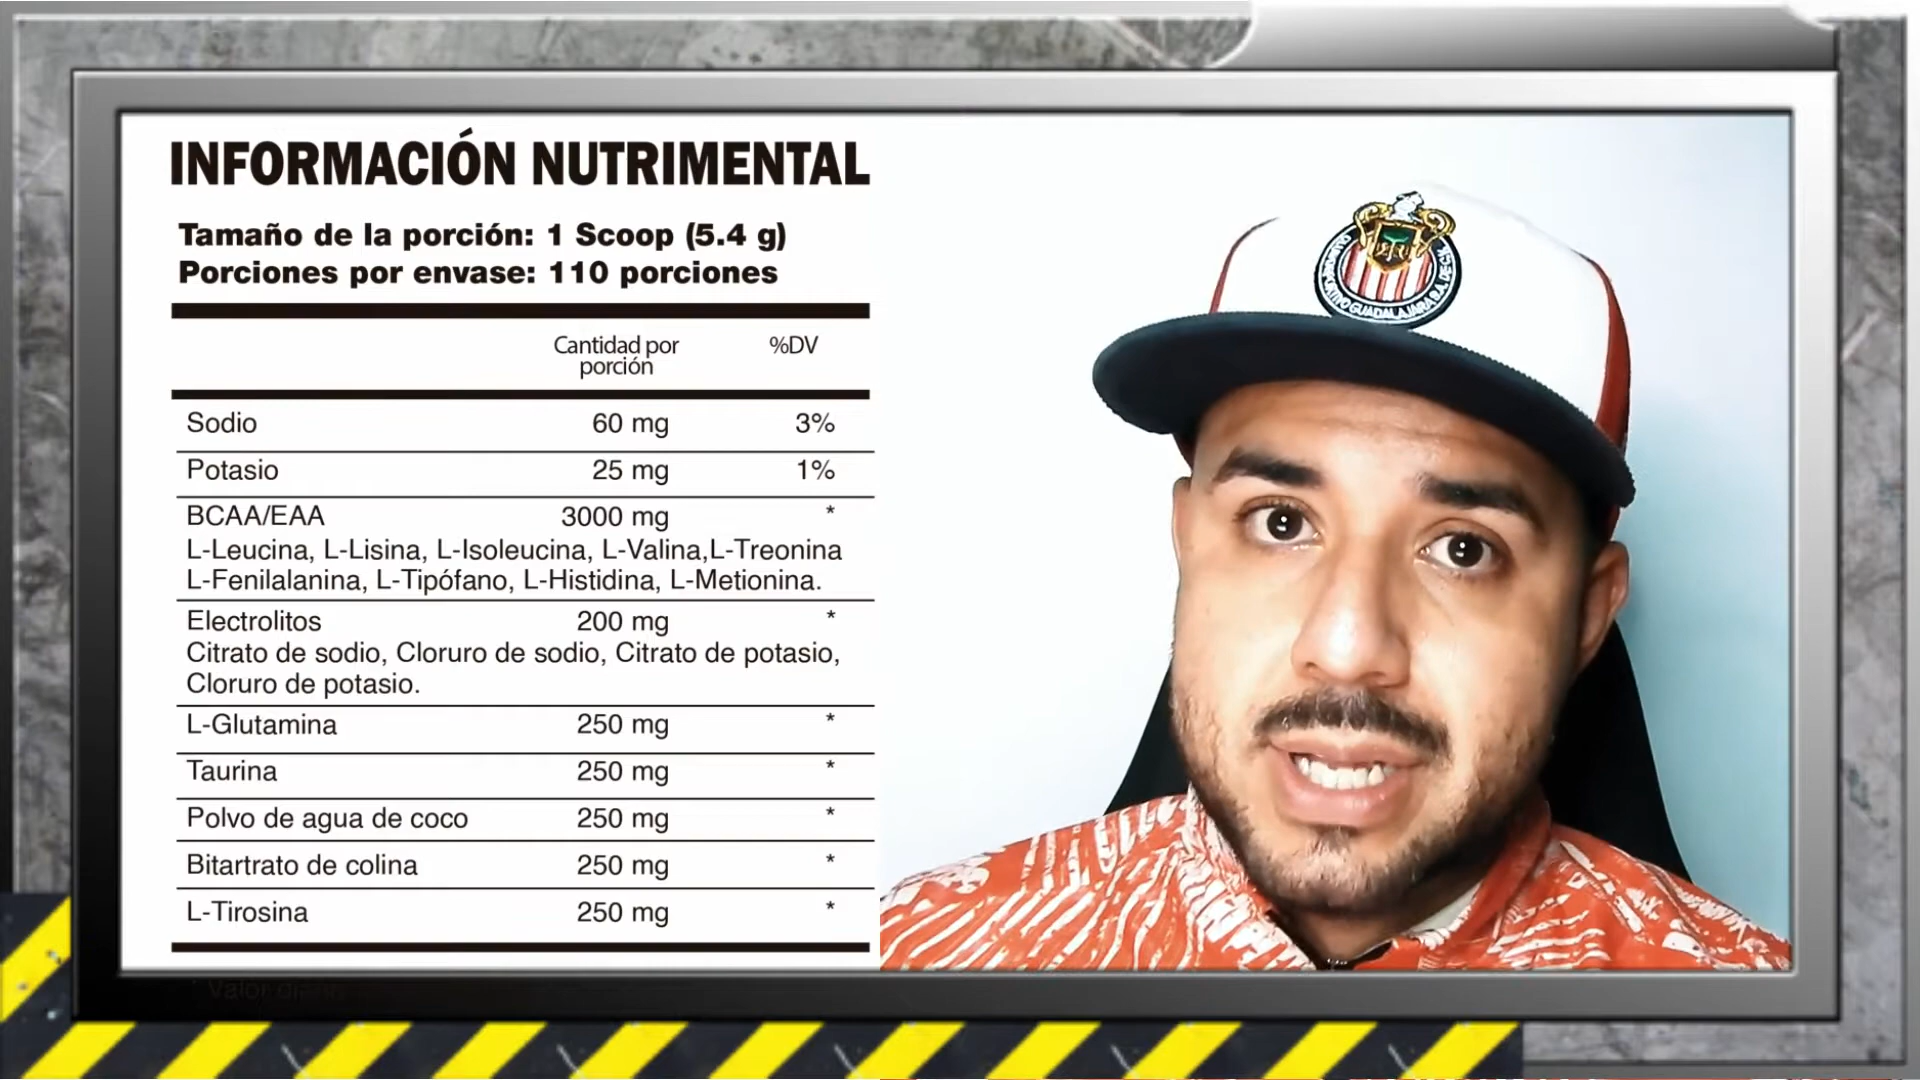 INFORMACIÓN NUTRIMENTAL
Tamaño de la porción: 1 Scoop (5.4 g)
Porciones por envase: 110 porciones
Cantidad por porción %DV
Sodio 60 mg 3%
Potasio 25 mg 1%
BCAA/EAA 3000 mg *
L-Leucina, L-Lisina, L-Isoleucina, L-Valina,L-Treonina
L-Fenilalanina, L-Tipófano, L-Histidina, L-Metionina.
Electrolitos 200 mg *
Citrato de sodio, Cloruro de sodio, Citrato de potasio,
Cloruro de potasio.
L-Glutamina 250 mg *
Taurina 250 mg *
Polvo de agua de coco 250 mg *
Bitartrato de colina 250 mg *
L-Tirosina 250 mg *
* Valor
GUADALAJARA S.A. DE C.V.